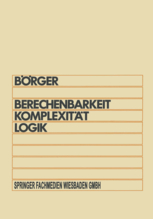 BÖRGER
BERECHENBARKEIT
KOMPLEXITÄT
LOGIK
SPRINGER FACHMEDIEN WIESBADEN GMBH